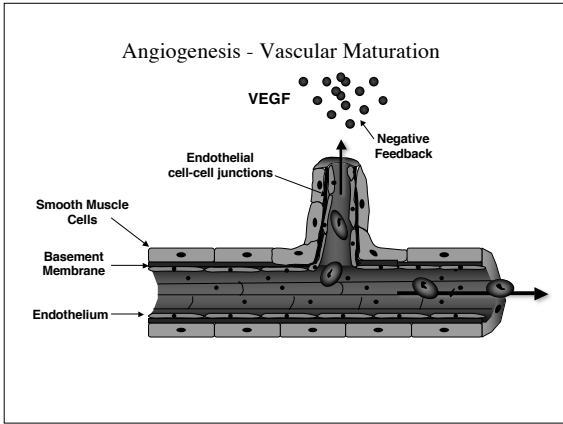 Angiogenesis - Vascular Maturation
VEGF
Negative
Feedback
Endothelial
cell-cell junctions
Smooth Muscle
Cells
Basement
Membrane
Endothelium